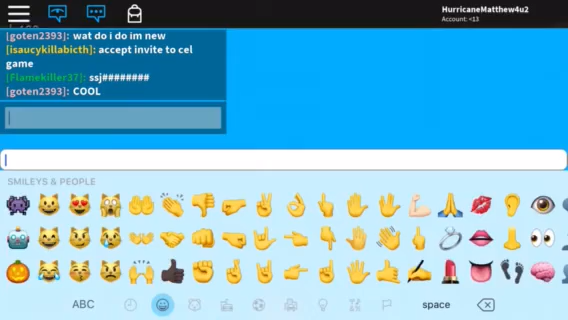 HurricaneMatthew4u2
Account: <13
[goten2393]: wat do i do im new
[isaucykillabicth]: accept invite to cel
game
[Flamekiller37]: ssj########
[goten2393]: COOL
SMILEYS & PEOPLE
ABC
space